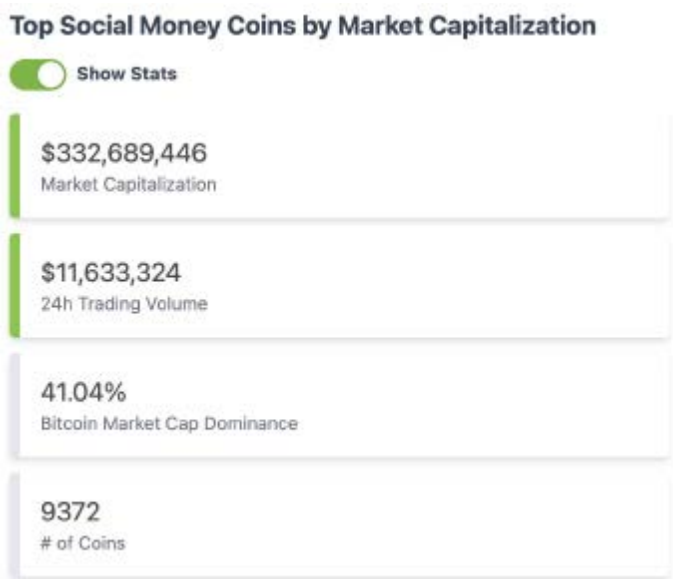 Top Social Money Coins by Market Capitalization
Show Stats
$332,689,446
Market Capitalization
$11,633,324
24h Trading Volume
41.04%
Bitcoin Market Cap Dominance
9372
# of Coins